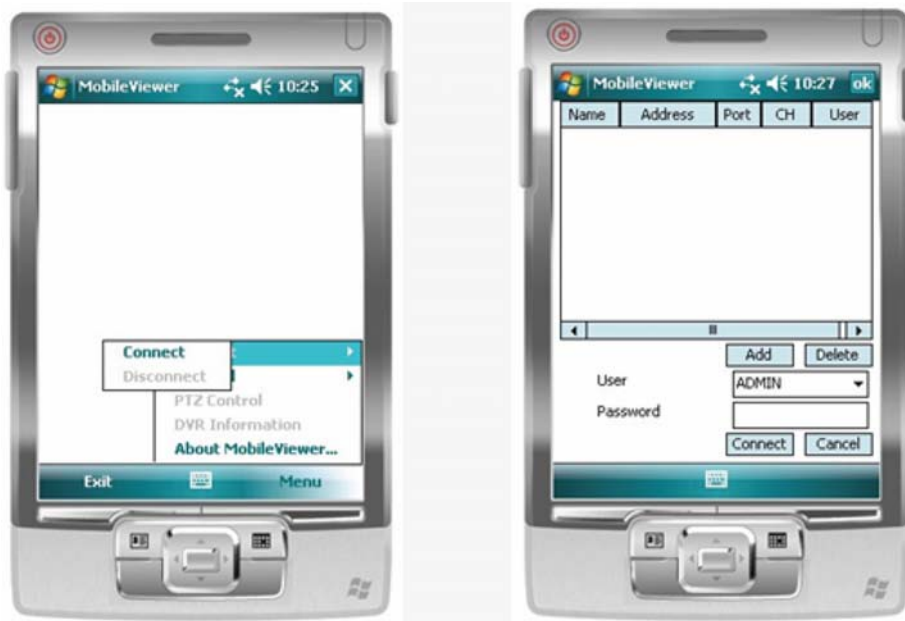 MobileViewer 10:25
Connect
Disconnect
PTZ Control
DVR Information
About MobileViewer...
Exit Menu
MobileViewer 10:27 ok
Name Address Port CH User
Add Delete
User ADMIN
Password
Connect Cancel